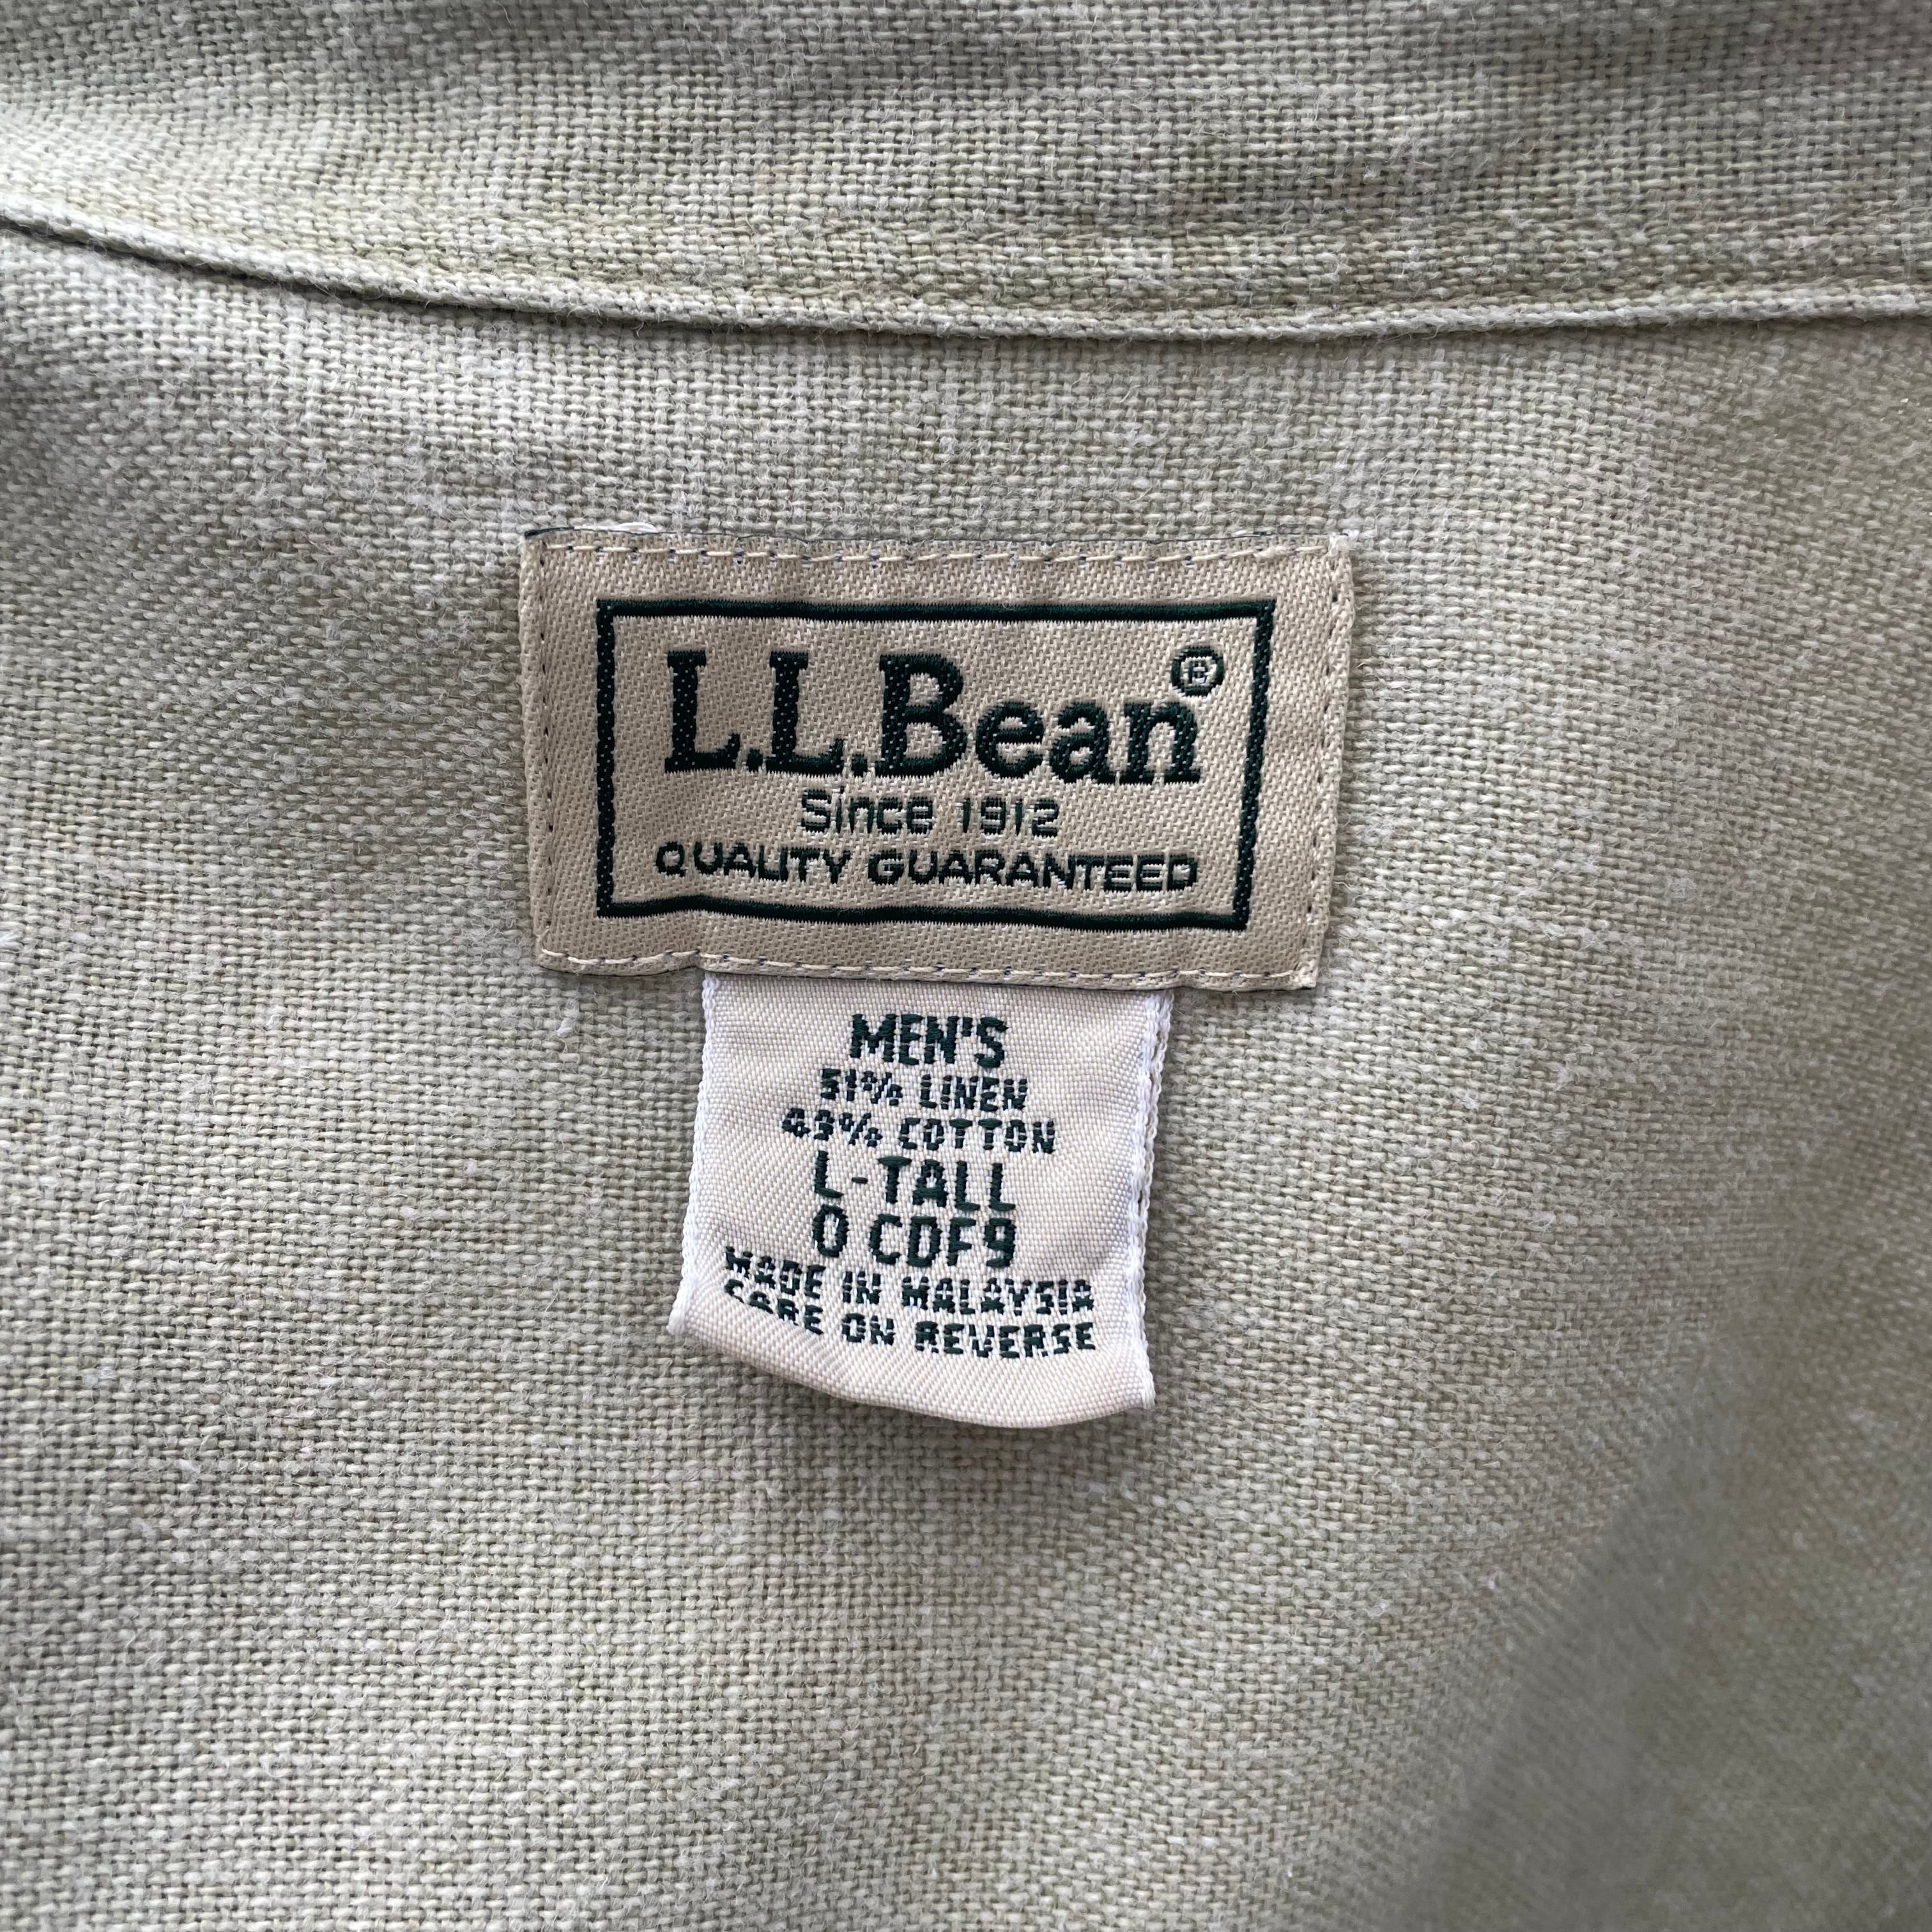 L.L.Bean®
Since 1912
QUALITY GUARANTEED
MEN'S
51% LINEN
49% COTTON
L-TALL
0 CDF9
MADE IN MALAYSIA
CARE ON REVERSE